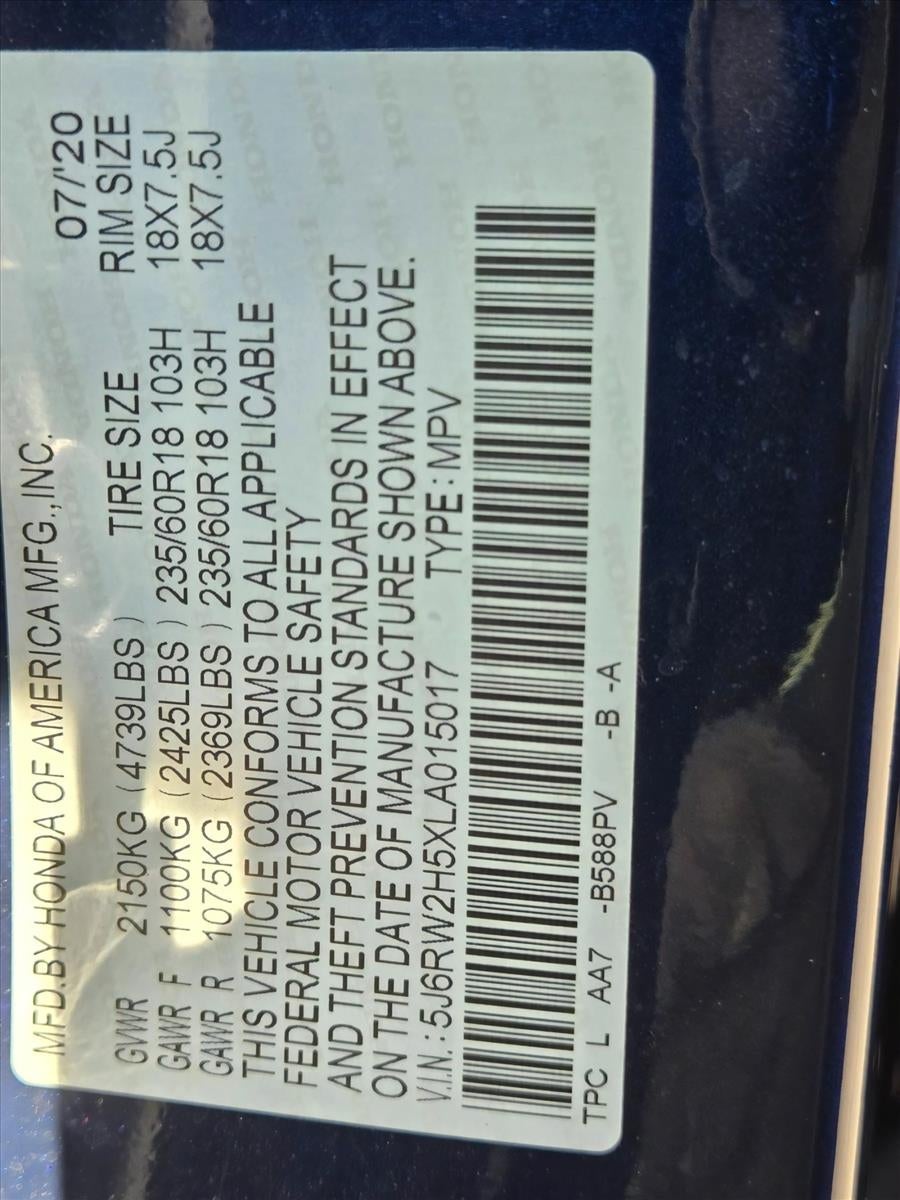 MFD.BY HONDA OF AMERICA MFG.,INC. 07/'20
GVWR 2150KG (4739LBS) TIRE SIZE RIM SIZE
GAWR F 1100KG (2425LBS) 235/60R18 103H 18X7.5J
GAWR R 1075KG (2369LBS) 235/60R18 103H 18X7.5J
THIS VEHICLE CONFORMS TO ALL APPLICABLE
FEDERAL MOTOR VEHICLE SAFETY
AND THEFT PREVENTION STANDARDS IN EFFECT
ON THE DATE OF MANUFACTURE SHOWN ABOVE.
V.I.N.: 5J6RW2H5XLA015017 TYPE: MPV
TPC L AA7 -B588PV -B -A